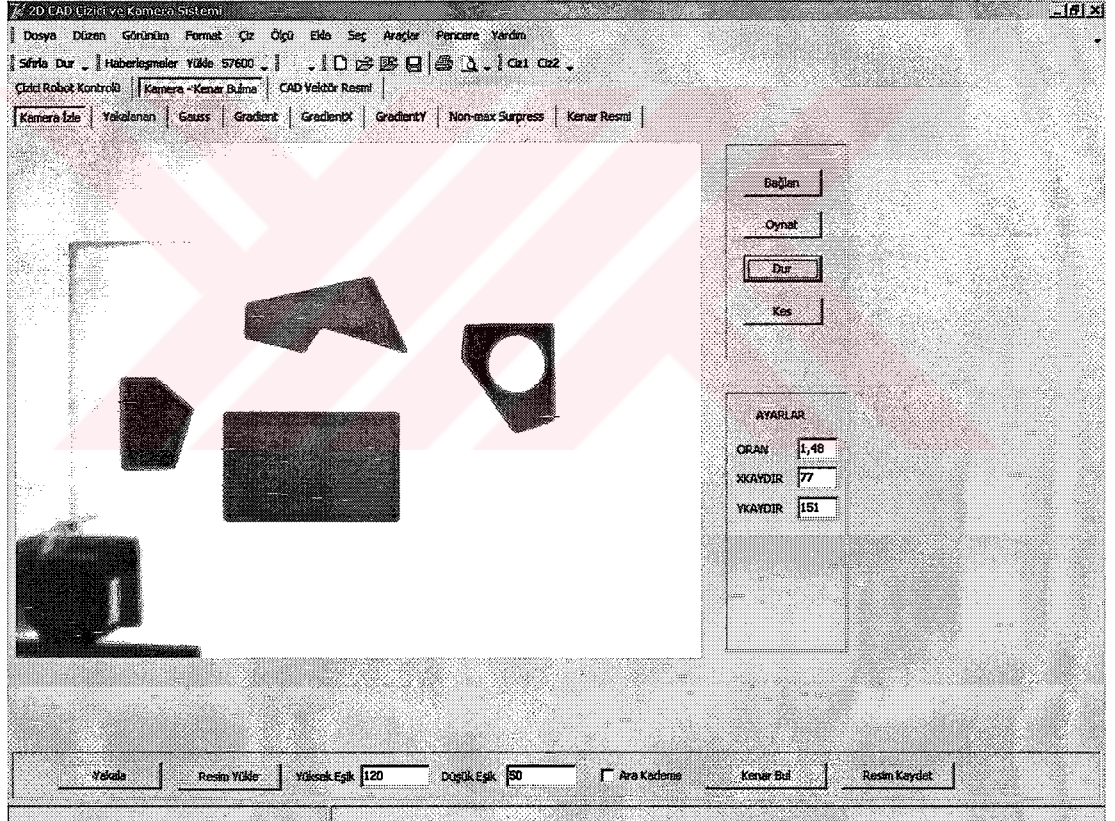 2D CAD Çizici ve Kamera Sistemi
Dosya Düzen Görünüm Format Çiz Ölçü Ekle Seç Araçlar Pencere Yardım
Sıfırla Dur Haberleşmeler Yükle 57600 Ciz1 Ciz2
Çizici Robot Kontrolü Kamera - Kenar Bulma CAD Vektör Resmi
Kamera İzle Yakalanan Gauss Gradient GradientX GradientY Non-max Surpress Kenar Resmi
Bağlan
Oynat
Dur
Kes
AYARLAR
ORAN 1,48
XKAYDIR 77
YKAYDIR 151
Yakala Resim Yükle Yüksek Eşik 120 Düşük Eşik 50 Ara Kademe Kenar Bul Resim Kaydet